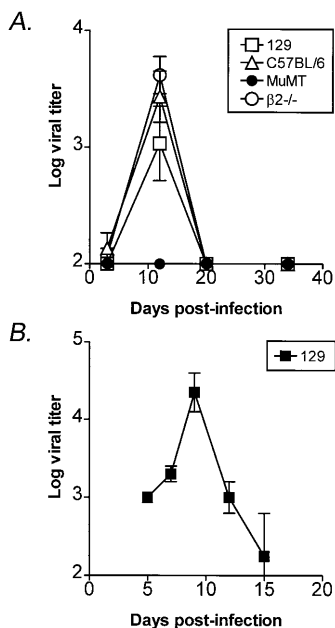 A.
129
C57BL/6
MuMT
β2-/-
Log viral titer
4
3
2
0 10 20 30 40
Days post-infection
B.
129
Log viral titer
5
4
3
2
0 5 10 15 20
Days post-infection